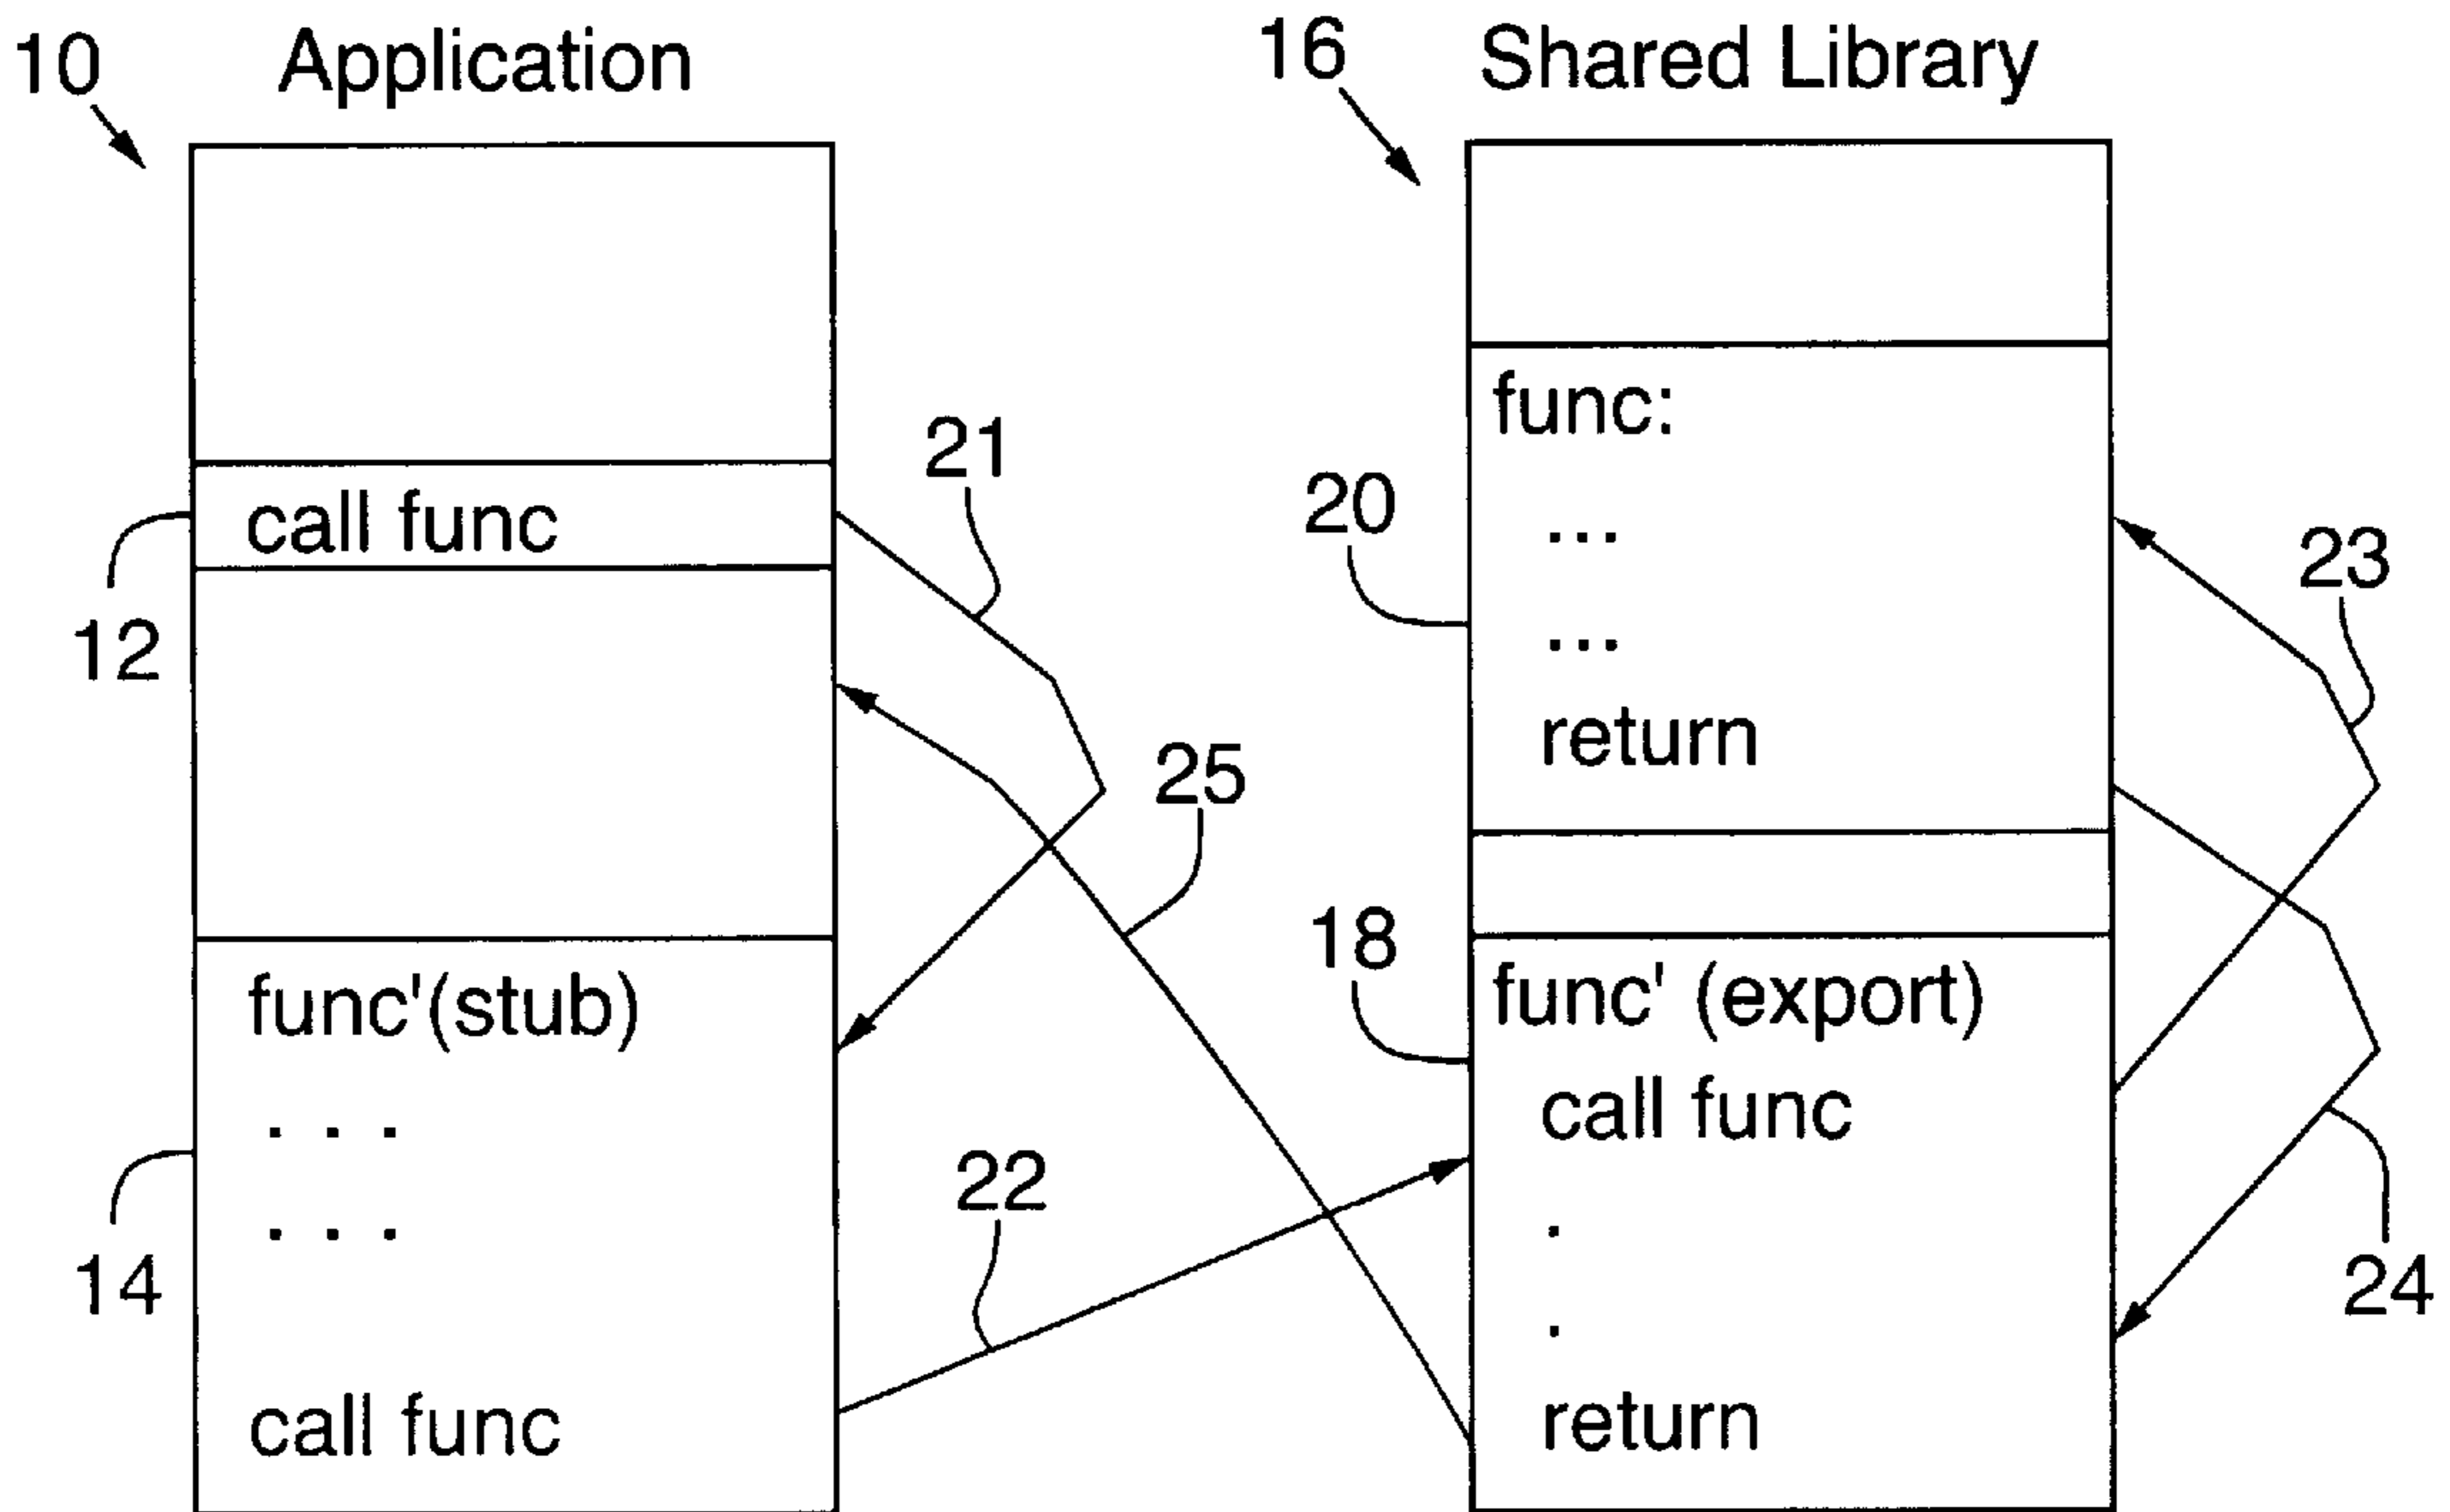 10
Application
call func
12
func'(stub)
. . .
. . .
14
call func
21
25
22
16
Shared Library
func:
...
20
...
return
18
func' (export)
call func
.
.
return
23
24